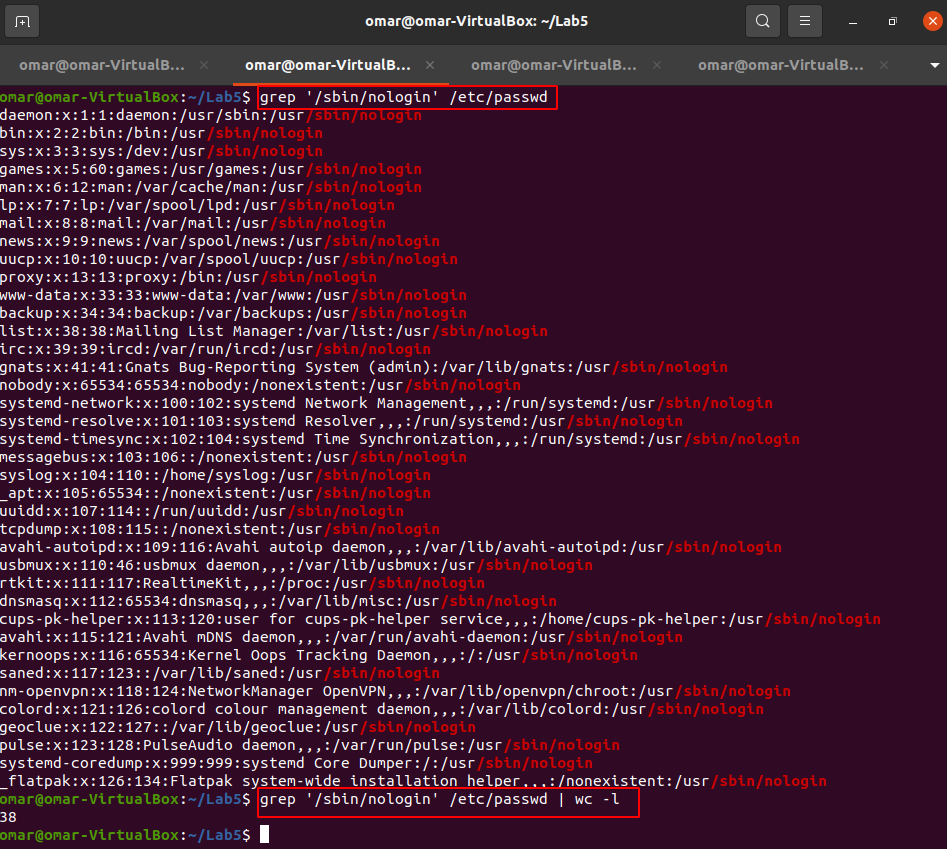 omar@omar-VirtualBox: ~/Lab5
omar@omar-VirtualB... × omar@omar-VirtualB... × omar@omar-VirtualB... × omar@omar-VirtualB... ×
omar@omar-VirtualBox:~/Lab5$ grep '/sbin/nologin' /etc/passwd
daemon:x:1:1:daemon:/usr/sbin:/usr/sbin/nologin
bin:x:2:2:bin:/bin:/usr/sbin/nologin
sys:x:3:3:sys:/dev:/usr/sbin/nologin
games:x:5:60:games:/usr/games:/usr/sbin/nologin
man:x:6:12:man:/var/cache/man:/usr/sbin/nologin
lp:x:7:7:lp:/var/spool/lpd:/usr/sbin/nologin
mail:x:8:8:mail:/var/mail:/usr/sbin/nologin
news:x:9:9:news:/var/spool/news:/usr/sbin/nologin
uucp:x:10:10:uucp:/var/spool/uucp:/usr/sbin/nologin
proxy:x:13:13:proxy:/bin:/usr/sbin/nologin
www-data:x:33:33:www-data:/var/www:/usr/sbin/nologin
backup:x:34:34:backup:/var/backups:/usr/sbin/nologin
list:x:38:38:Mailing List Manager:/var/list:/usr/sbin/nologin
irc:x:39:39:ircd:/var/run/ircd:/usr/sbin/nologin
gnats:x:41:41:Gnats Bug-Reporting System (admin):/var/lib/gnats:/usr/sbin/nologin
nobody:x:65534:65534:nobody:/nonexistent:/usr/sbin/nologin
systemd-network:x:100:102:systemd Network Management,,,:/run/systemd:/usr/sbin/nologin
systemd-resolve:x:101:103:systemd Resolver,,,:/run/systemd:/usr/sbin/nologin
systemd-timesync:x:102:104:systemd Time Synchronization,,,:/run/systemd:/usr/sbin/nologin
messagebus:x:103:106::/nonexistent:/usr/sbin/nologin
syslog:x:104:110::/home/syslog:/usr/sbin/nologin
_apt:x:105:65534::/nonexistent:/usr/sbin/nologin
uuidd:x:107:114::/run/uuidd:/usr/sbin/nologin
tcpdump:x:108:115::/nonexistent:/usr/sbin/nologin
avahi-autoipd:x:109:116:Avahi autoip daemon,,,:/var/lib/avahi-autoipd:/usr/sbin/nologin
usbmux:x:110:46:usbmux daemon,,,:/var/lib/usbmux:/usr/sbin/nologin
rtkit:x:111:117:RealtimeKit,,,:/proc:/usr/sbin/nologin
dnsmasq:x:112:65534:dnsmasq,,,:/var/lib/misc:/usr/sbin/nologin
cups-pk-helper:x:113:120:user for cups-pk-helper service,,,:/home/cups-pk-helper:/usr/sbin/nologin
avahi:x:115:121:Avahi mDNS daemon,,,:/var/run/avahi-daemon:/usr/sbin/nologin
kernoops:x:116:65534:Kernel Oops Tracking Daemon,,,:/:/usr/sbin/nologin
saned:x:117:123::/var/lib/saned:/usr/sbin/nologin
nm-openvpn:x:118:124:NetworkManager OpenVPN,,,:/var/lib/openvpn/chroot:/usr/sbin/nologin
colord:x:121:126:colord colour management daemon,,,:/var/lib/colord:/usr/sbin/nologin
geoclue:x:122:127::/var/lib/geoclue:/usr/sbin/nologin
pulse:x:123:128:PulseAudio daemon,,,:/var/run/pulse:/usr/sbin/nologin
systemd-coredump:x:999:999:systemd Core Dumper:/:/usr/sbin/nologin
_flatpak:x:126:134:Flatpak system-wide installation helper,,,:/nonexistent:/usr/sbin/nologin
omar@omar-VirtualBox:~/Lab5$ grep '/sbin/nologin' /etc/passwd | wc -l
38
omar@omar-VirtualBox:~/Lab5$